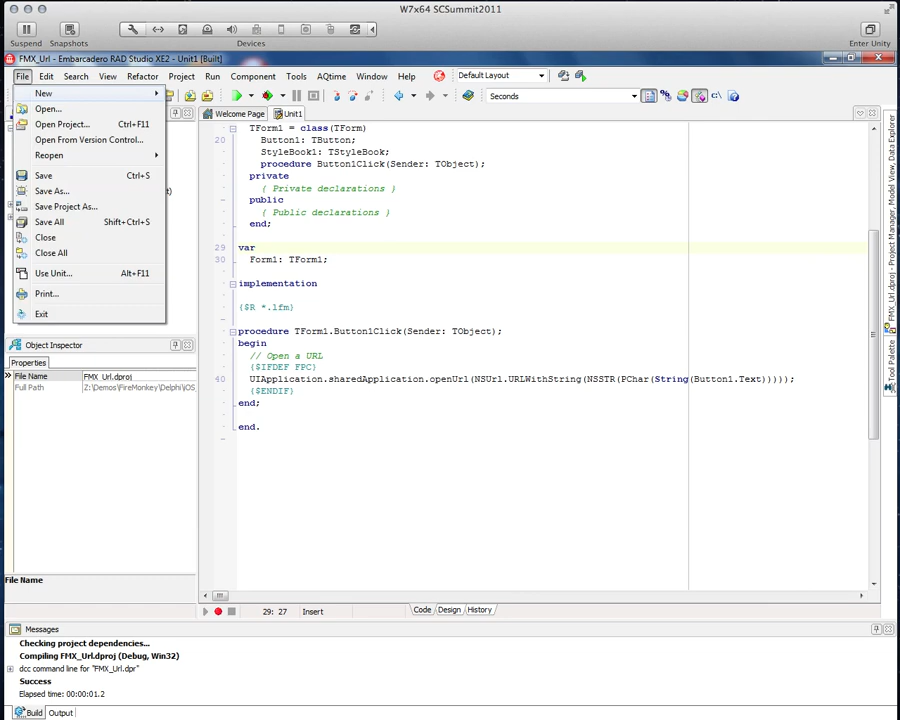 W7x64 SCSummit2011
Suspend
Snapshots
Devices
Enter Unity
FMX_Url - Embarcadero RAD Studio XE2 - Unit1 [Built]
File Edit Search View Refactor Project Run Component Tools AQtime Window Help
Default Layout
Seconds
New
Open...
Open Project... Ctrl+F11
Open From Version Control...
Reopen
Save Ctrl+S
Save As...
Save Project As...
Save All Shift+Ctrl+S
Close
Close All
Use Unit... Alt+F11
Print...
Exit
Welcome Page Unit1
TForm1 = class(TForm)
20 Button1: TButton;
StyleBook1: TStyleBook;
procedure Button1Click(Sender: TObject);
private
{ Private declarations }
public
{ Public declarations }
end;
29 var
30 Form1: TForm1;
implementation
{$R *.lfm}
procedure TForm1.Button1Click(Sender: TObject);
begin
// Open a URL
{$IFDEF FPC}
40 UIApplication.sharedApplication.openUrl(NSUrl.URLWithString(NSSTR(PChar(String(Button1.Text)))));
{$ENDIF}
end;
end.
Object Inspector
Properties
File Name FMX_Url.dproj
Full Path Z:\Demos\FireMonkey\Delphi\iOS
File Name
29: 27 Insert
Code Design History
FMX_Url.dproj - Project Manager, Model View, Data Explorer
Tool Palette
Messages
Checking project dependencies...
Compiling FMX_Url.dproj (Debug, Win32)
dcc command line for "FMX_Url.dpr"
Success
Elapsed time: 00:00:01.2
Build Output